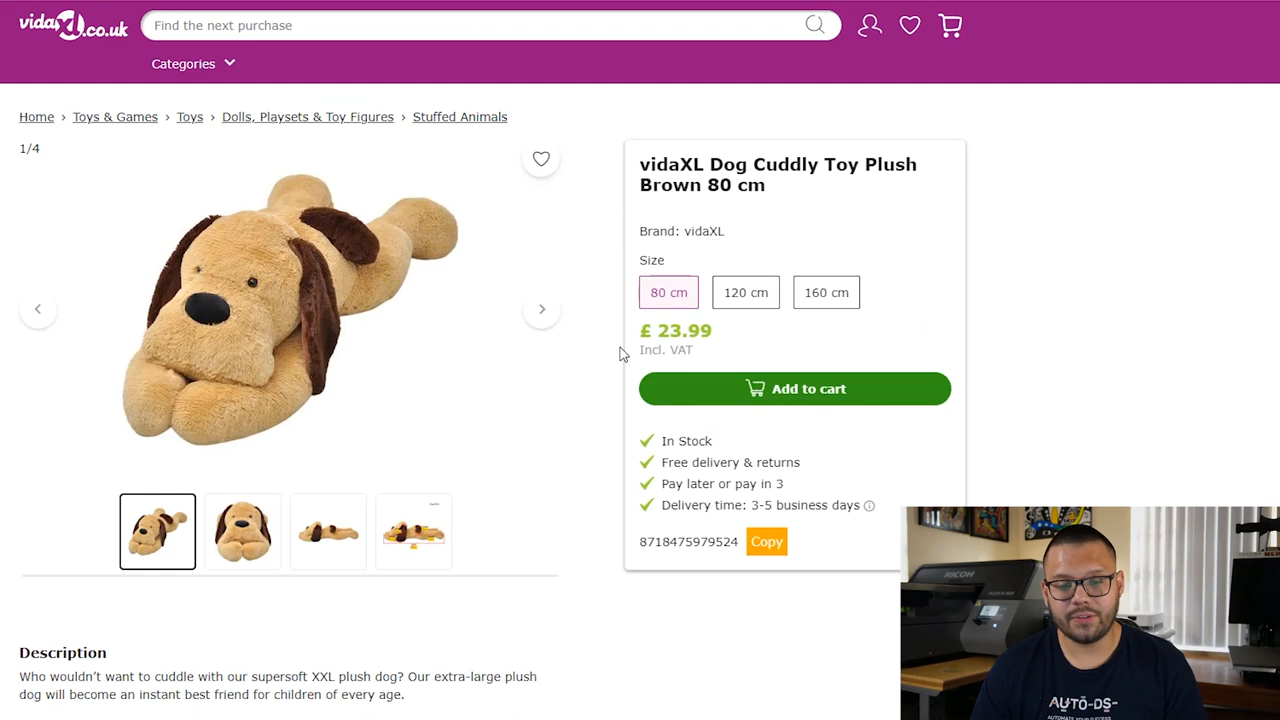 vidaXL.co.uk
Find the next purchase
Categories
Home › Toys & Games › Toys › Dolls, Playsets & Toy Figures › Stuffed Animals
1/4
vidaXL Dog Cuddly Toy Plush
Brown 80 cm
Brand: vidaXL
Size
80 cm
120 cm
160 cm
£ 23.99
Incl. VAT
Add to cart
In Stock
Free delivery & returns
Pay later or pay in 3
Delivery time: 3-5 business days
8718475979524
Copy
Description
Who wouldn't want to cuddle with our supersoft XXL plush dog? Our extra-large plush
dog will become an instant best friend for children of every age.
RICOH
AUTO-DS-
AUTOMATE YOUR SUCCESS